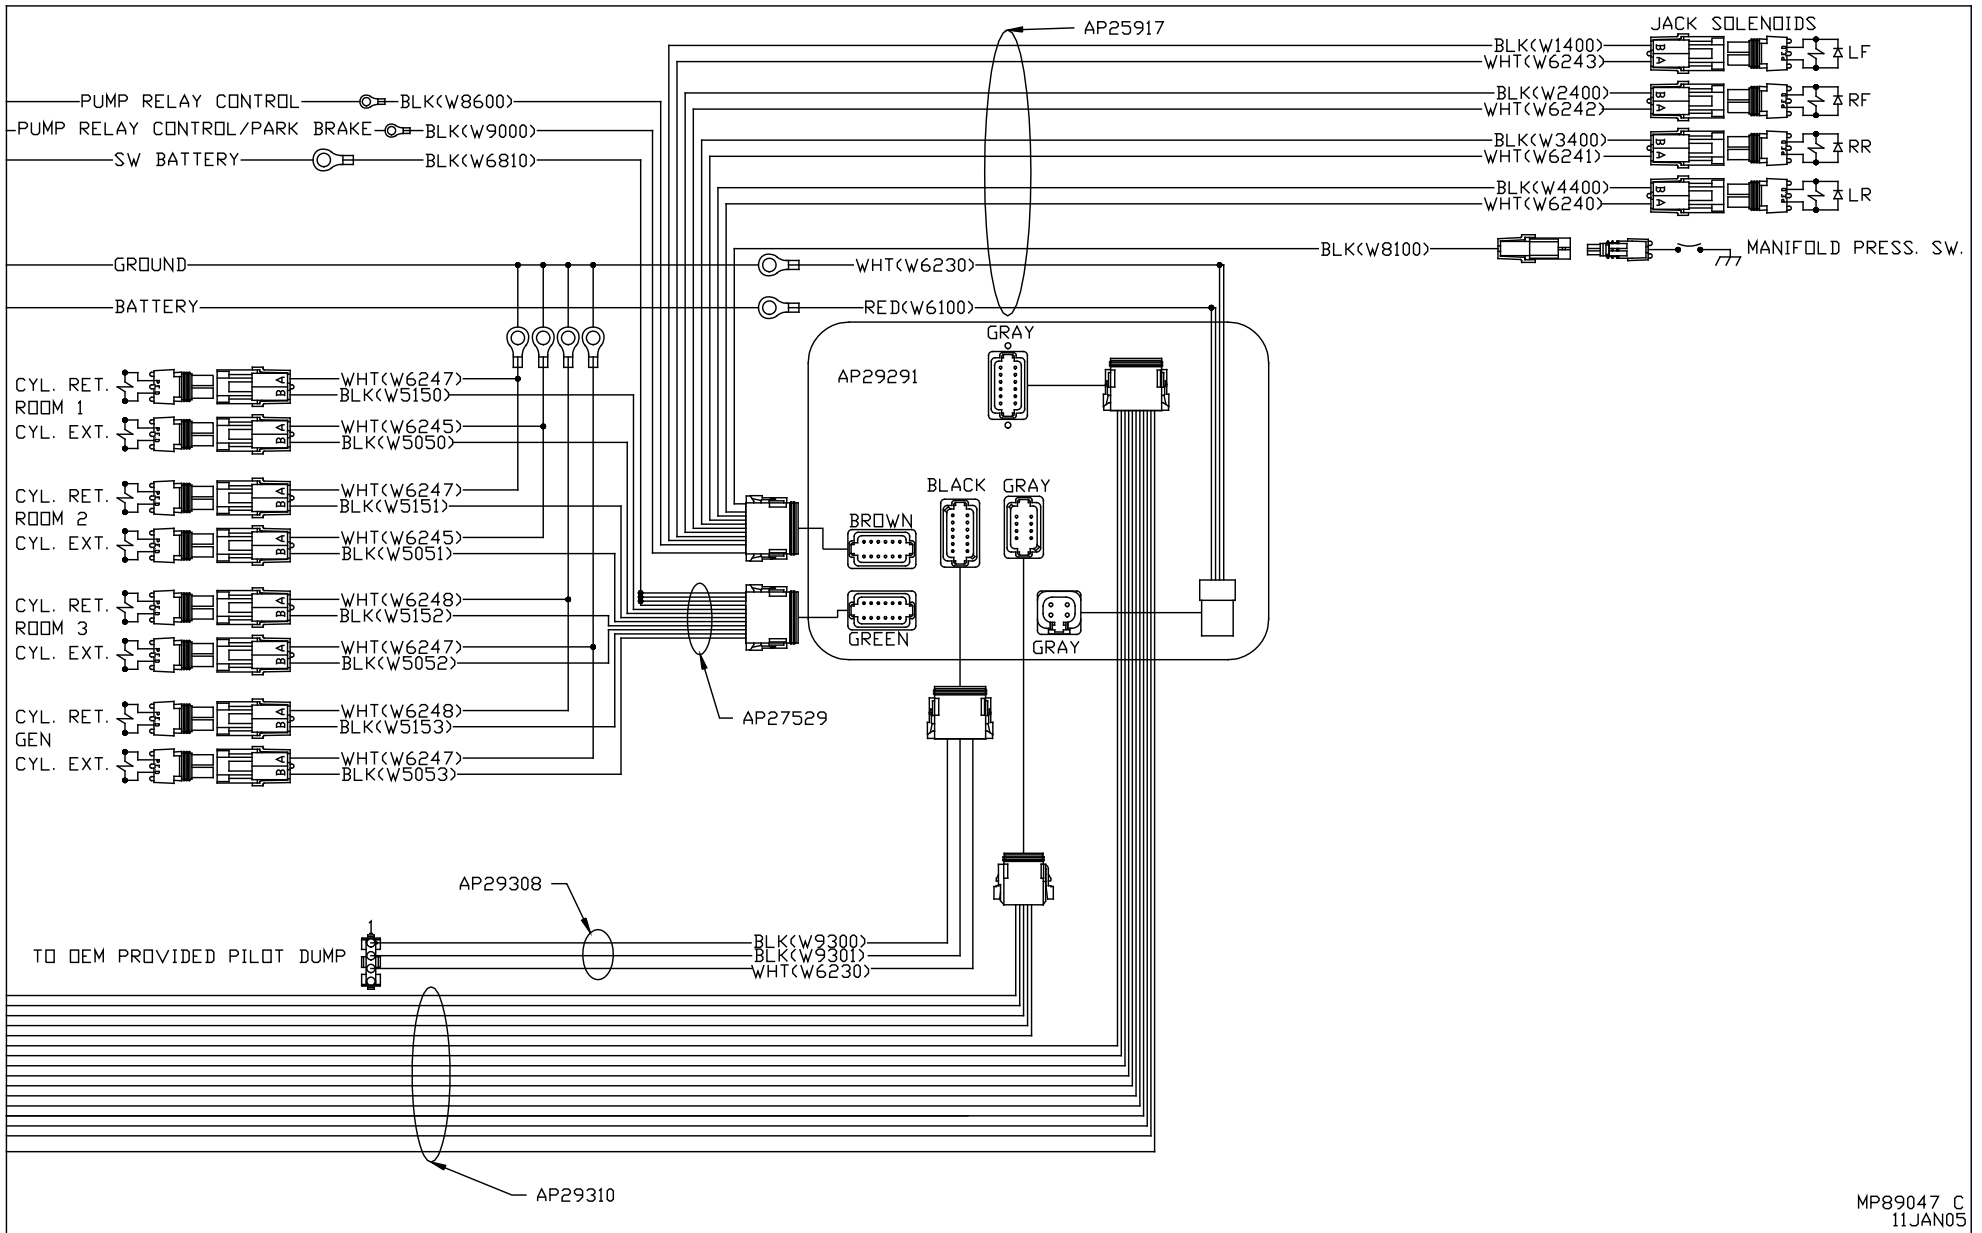 AP25917
JACK SOLENOIDS
BLK(W1400)
WHT(W6243)
B
A
LF
PUMP RELAY CONTROL
BLK(W8600)
BLK(W2400)
WHT(W6242)
B
A
RF
PUMP RELAY CONTROL/PARK BRAKE
BLK(W9000)
BLK(W3400)
WHT(W6241)
B
A
RR
SW BATTERY
BLK(W6810)
BLK(W4400)
WHT(W6240)
B
A
LR
BLK(W8100)
MANIFOLD PRESS. SW.
GROUND
WHT(W6230)
BATTERY
RED(W6100)
GRAY
AP29291
CYL. RET.
WHT(W6247)
BLK(W5150)
A
B
ROOM 1
CYL. EXT.
WHT(W6245)
BLK(W5050)
A
B
CYL. RET.
WHT(W6247)
BLK(W5151)
A
B
ROOM 2
CYL. EXT.
WHT(W6245)
BLK(W5051)
A
B
BLACK
GRAY
BROWN
CYL. RET.
WHT(W6248)
BLK(W5152)
A
B
ROOM 3
CYL. EXT.
WHT(W6247)
BLK(W5052)
A
B
GREEN
GRAY
CYL. RET.
WHT(W6248)
BLK(W5153)
A
B
GEN
CYL. EXT.
WHT(W6247)
BLK(W5053)
A
B
AP27529
AP29308
1
TO OEM PROVIDED PILOT DUMP
BLK(W9300)
BLK(W9301)
WHT(W6230)
AP29310
MP89047 C
11JAN05